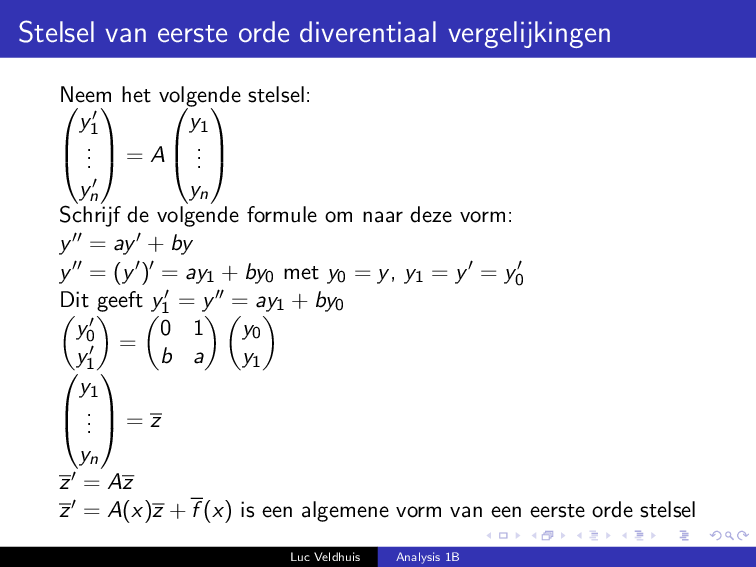 Stelsel van eerste orde diverentiaal vergelijkingen
Neem het volgende stelsel:
$\begin{pmatrix} y_1' \\ \vdots \\ y_n' \end{pmatrix} = A \begin{pmatrix} y_1 \\ \vdots \\ y_n \end{pmatrix}$
Schrijf de volgende formule om naar deze vorm:
$y'' = ay' + by$
$y'' = (y')' = ay_1 + by_0$ met $y_0 = y$, $y_1 = y' = y_0'$
Dit geeft $y_1' = y'' = ay_1 + by_0$
$\begin{pmatrix} y_0' \\ y_1' \end{pmatrix} = \begin{pmatrix} 0 & 1 \\ b & a \end{pmatrix} \begin{pmatrix} y_0 \\ y_1 \end{pmatrix}$
$\begin{pmatrix} y_1 \\ \vdots \\ y_n \end{pmatrix} = \overline{z}$
$\overline{z}' = A\overline{z}$
$\overline{z}' = A(x)\overline{z} + \overline{f}(x)$ is een algemene vorm van een eerste orde stelsel
Luc Veldhuis Analysis 1B